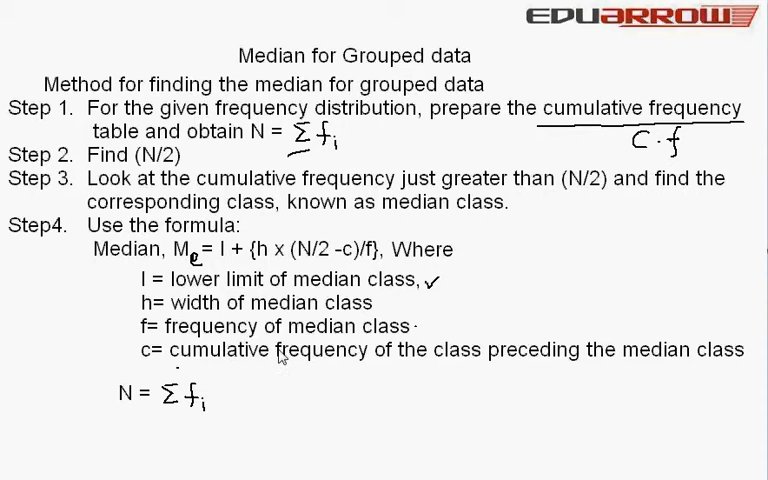 EDUARROW
Median for Grouped data
Method for finding the median for grouped data
Step 1. For the given frequency distribution, prepare the cumulative frequency
table and obtain N = Σ fi
C.f
Step 2. Find (N/2)
Step 3. Look at the cumulative frequency just greater than (N/2) and find the
corresponding class, known as median class.
Step4. Use the formula:
Median, Me = l + {h x (N/2 -c)/f}, Where
l = lower limit of median class, ✓
h= width of median class
f= frequency of median class
c= cumulative frequency of the class preceding the median class
N = Σ fi